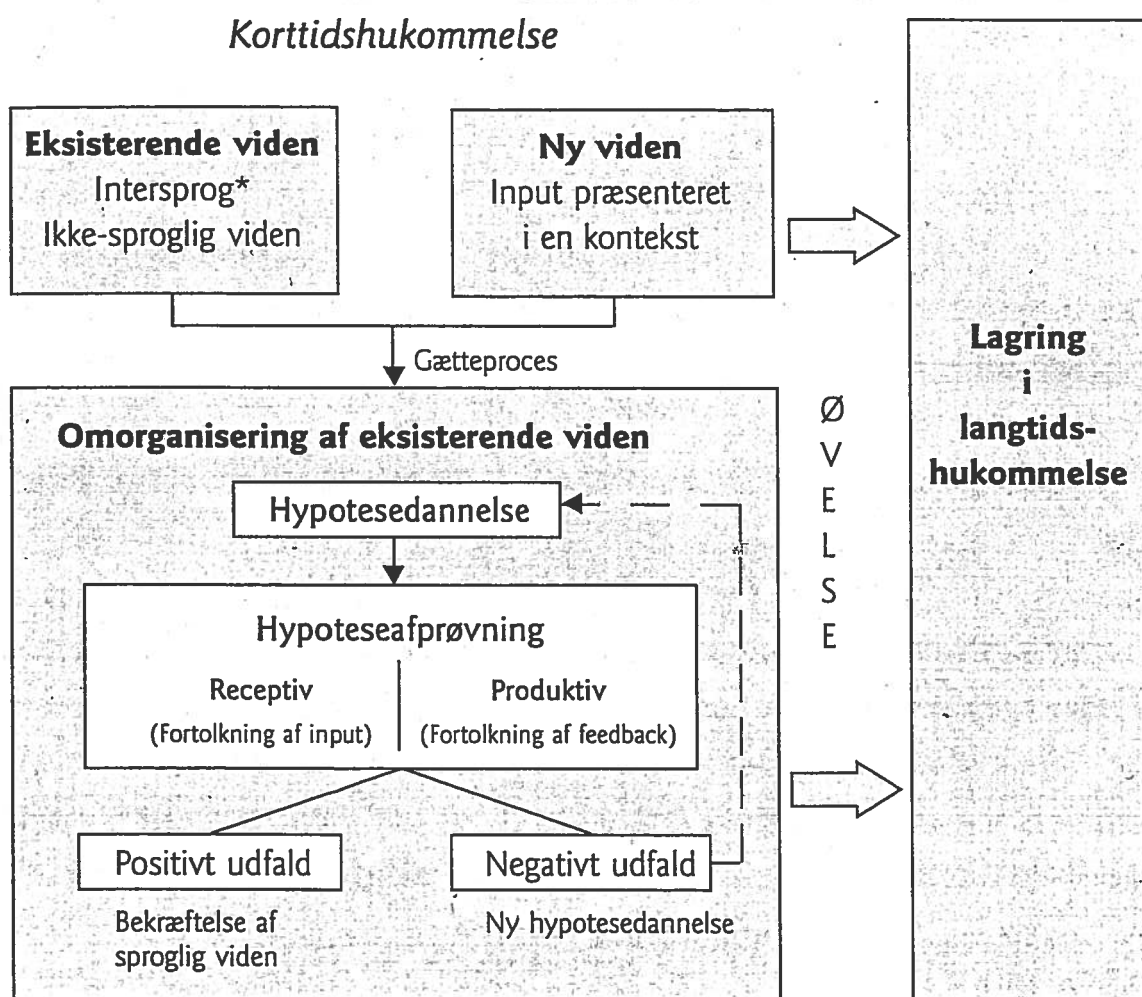 Korttidshukommelse
Eksisterende viden
Intersprog*
Ikke-sproglig viden
Ny viden
Input præsenteret
i en kontekst
Gætteproces
Omorganisering af eksisterende viden
Hypotesedannelse
Hypoteseafprøvning
Receptiv
(Fortolkning af input)
Produktiv
(Fortolkning af feedback)
Positivt udfald
Bekræftelse af
sproglig viden
Negativt udfald
Ny hypotesedannelse
Ø
V
E
L
S
E
Lagring
i
langtids-
hukommelse